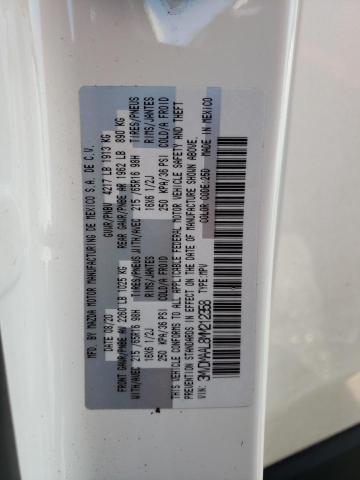 MFD. BY MAZDA MOTOR MANUFACTURING DE MEXICO S.A. DE C.V.
DATE 08/20 GVWR/PNBV 4217 LB 1913 KG
FRONT GAWR/PNBE AV 2260 LB 1025 KG REAR GAWR/PNBE AR 1962 LB 890 KG
WITH/AVEC 215/65R16 98H TIRES/PNEUS WITH/AVEC 215/65R16 98H TIRES/PNEUS
16X6 1/2J RIMS/JANTES 16X6 1/2J RIMS/JANTES
250 KPA/36 PSI COLD/A FROID 250 KPA/36 PSI COLD/A FROID
THIS VEHICLE CONFORMS TO ALL APPLICABLE FEDERAL MOTOR VEHICLE SAFETY AND THEFT
PREVENTION STANDARDS IN EFFECT ON THE DATE OF MANUFACTURE SHOWN ABOVE.
TYPE: MPV COLOR CODE:25D MADE IN MEXICO
VIN: